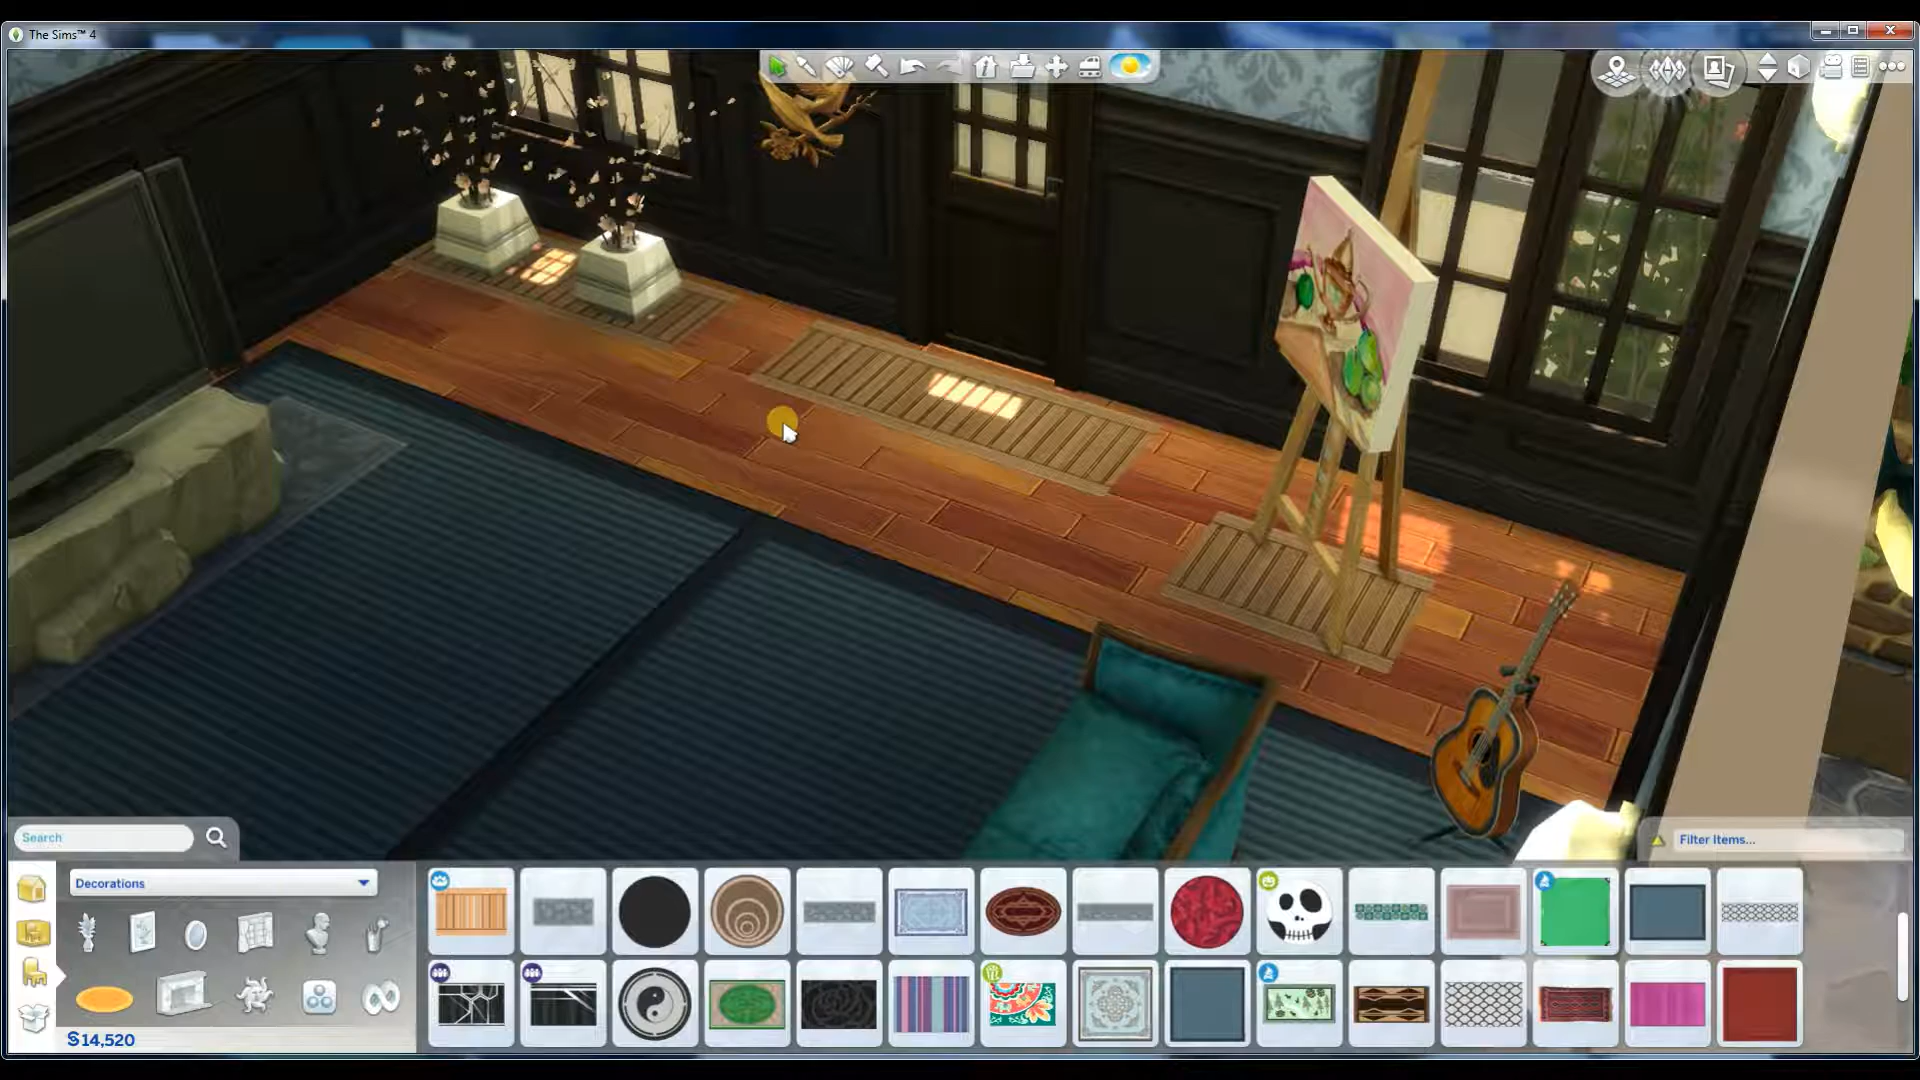 The Sims™ 4
Search
Filter Items...
Decorations
§14,520